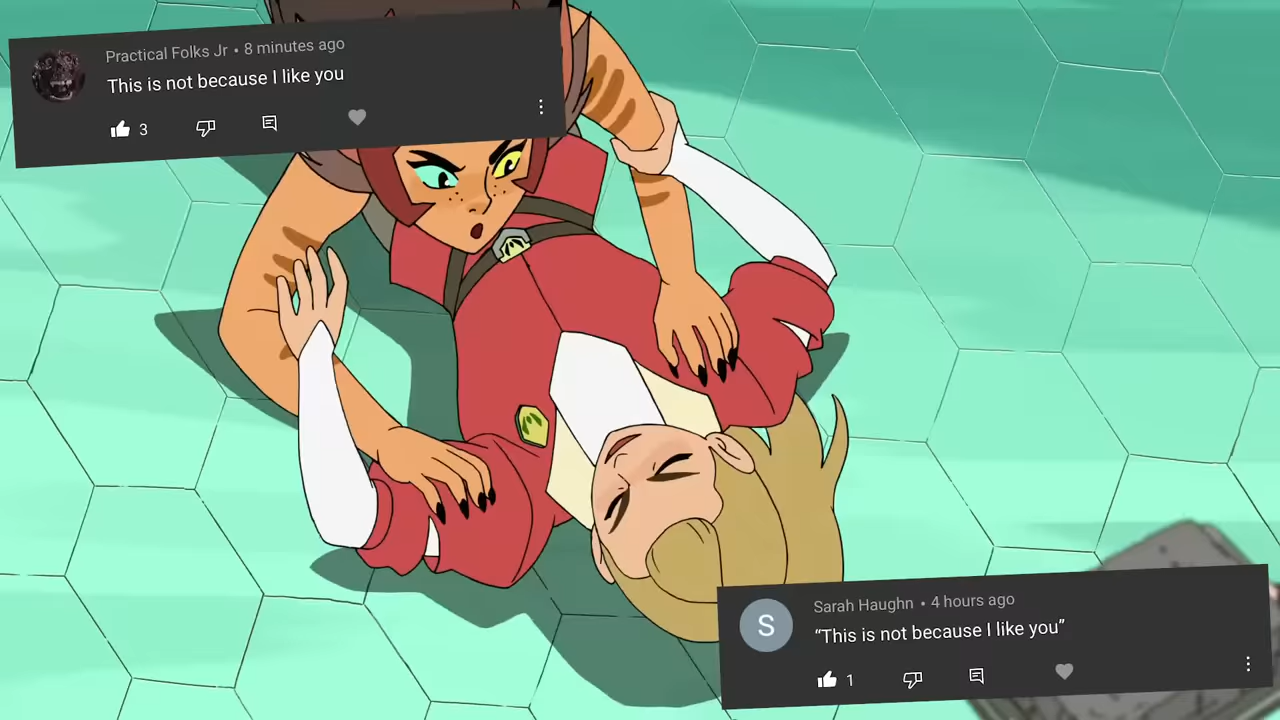 Practical Folks Jr • 8 minutes ago
This is not because I like you
3
Sarah Haughn • 4 hours ago
S
“This is not because I like you”
1